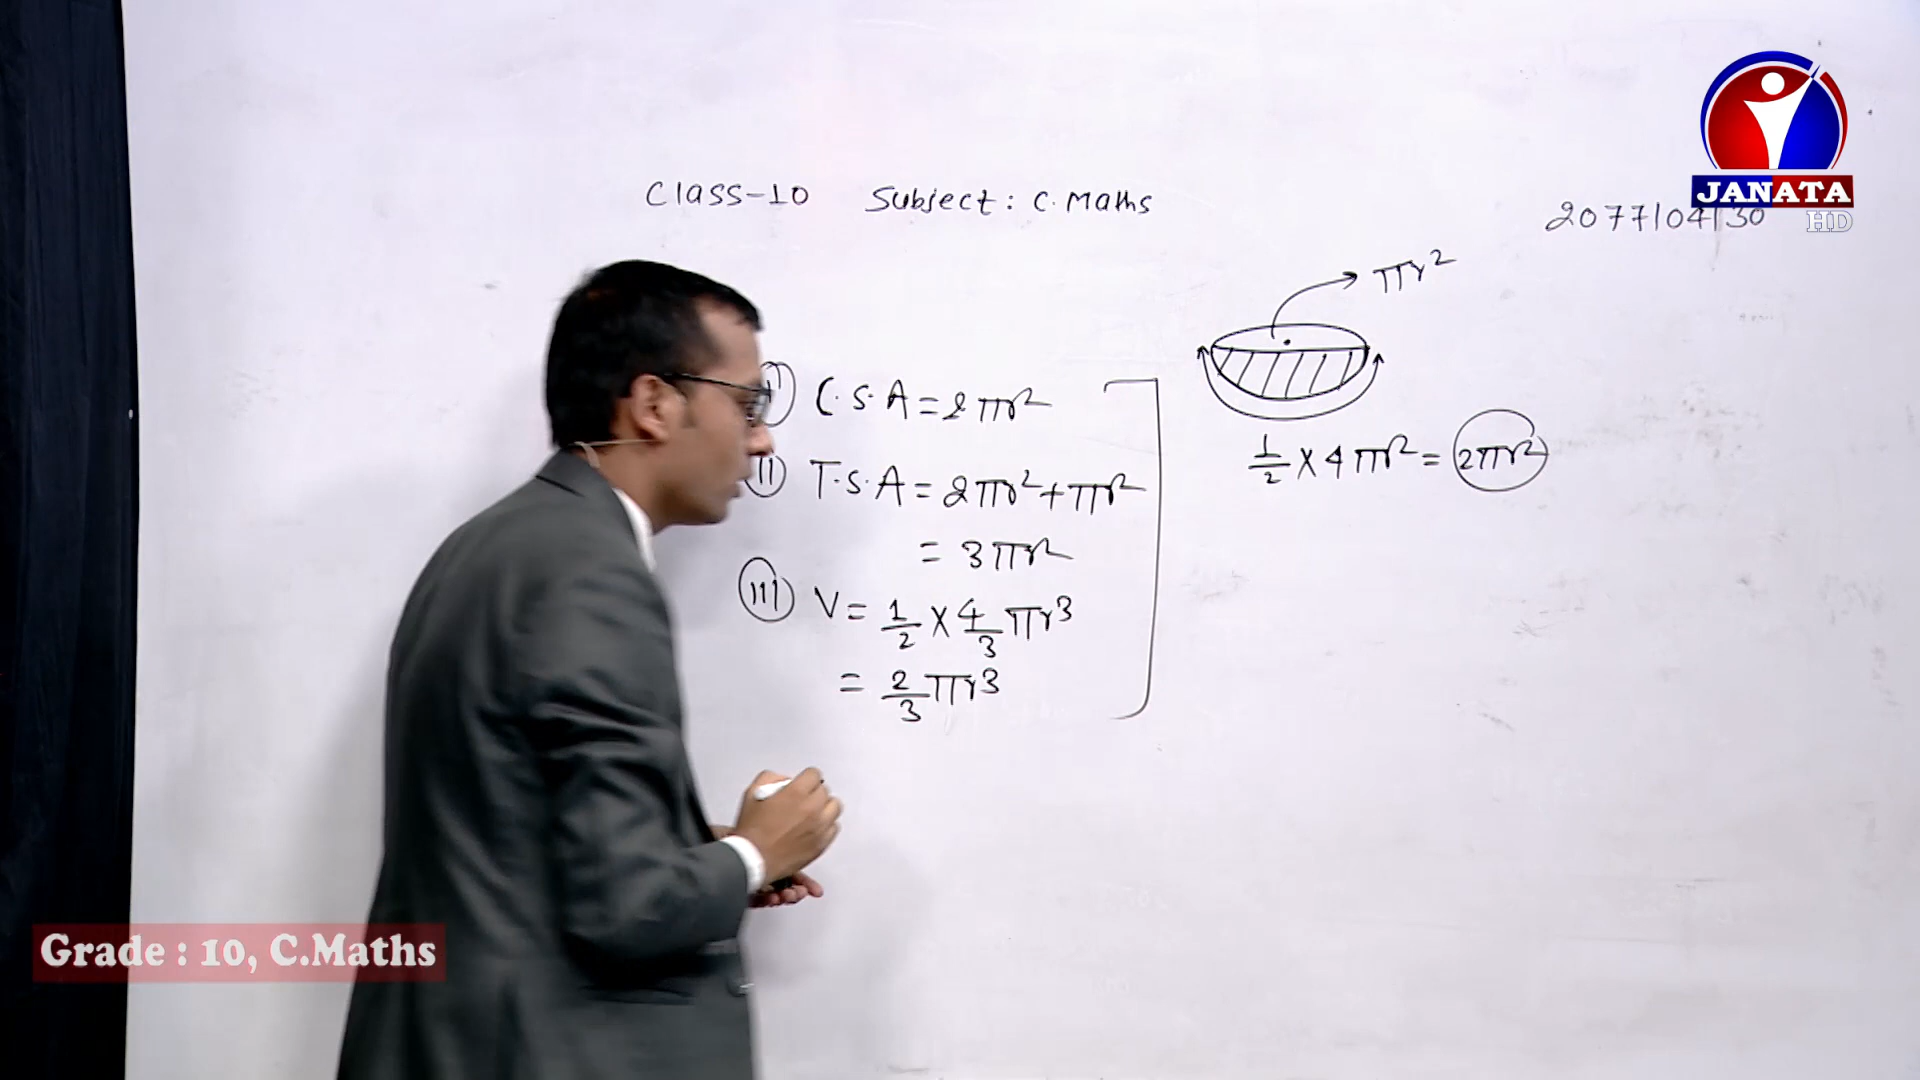 JANATA
HD
Class-10 Subject: C. Maths
2077/04/30
πr²
C.S.A = 2πr²
½ × 4πr² = 2πr²
(II) T.S.A = 2πr² + πr²
= 3πr²
(III) V = 1/2 × 4/3 πr³
= 2/3 πr³
Grade : 10, C.Maths